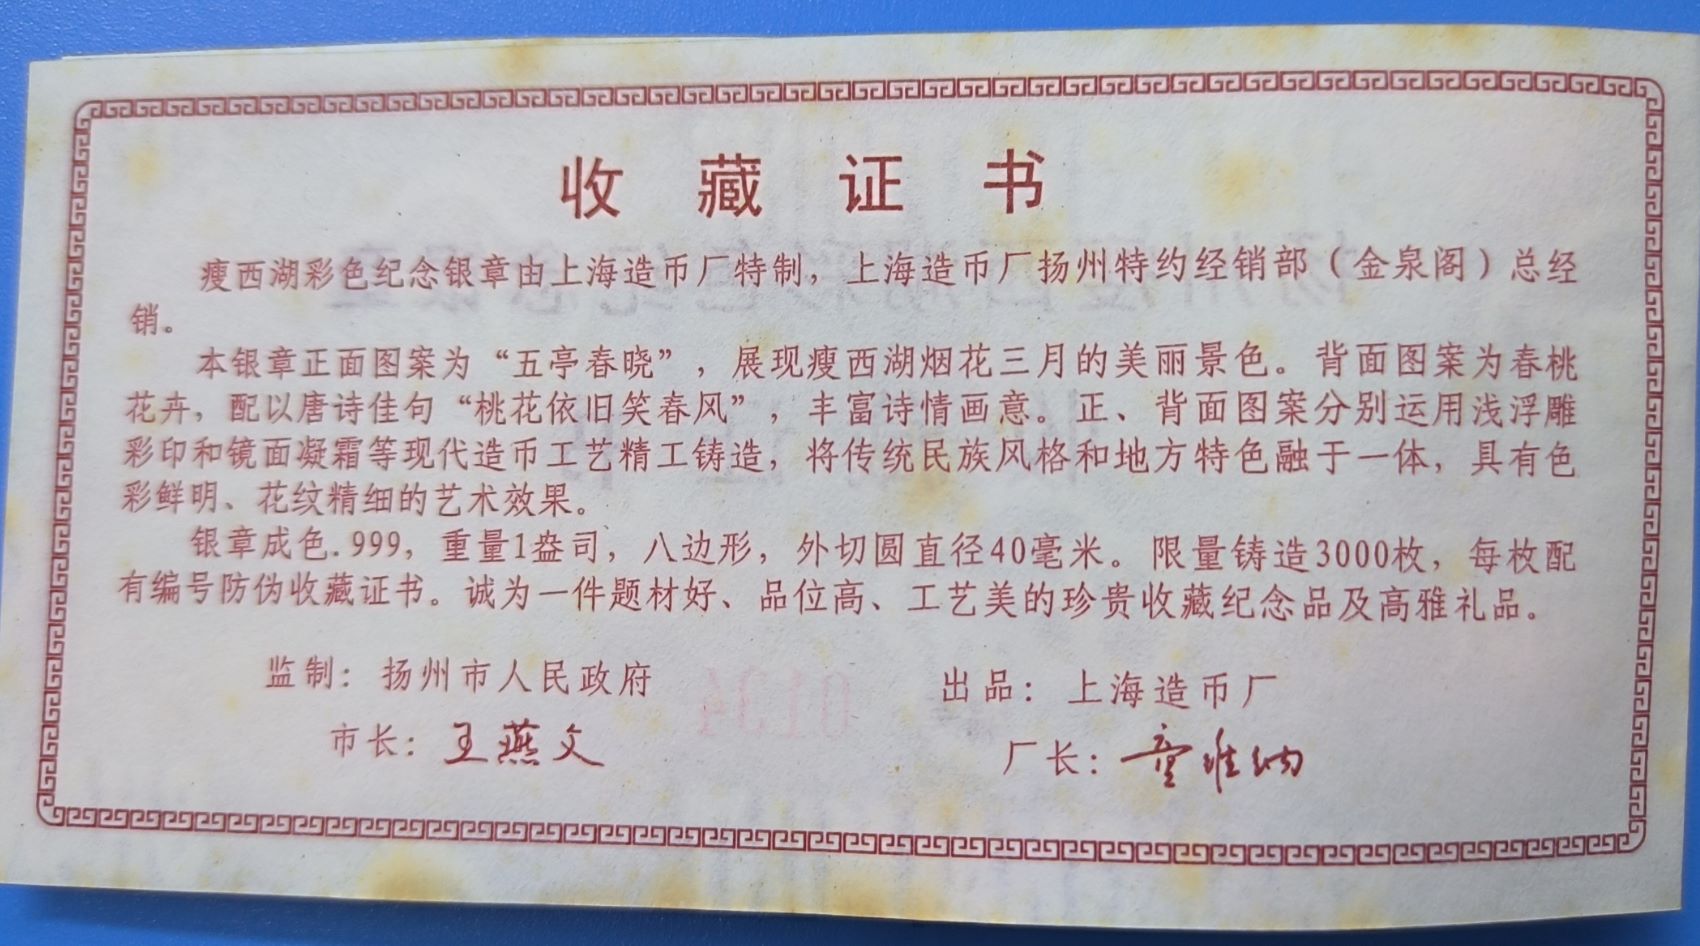 收藏证书
瘦西湖彩色纪念银章由上海造币厂特制，上海造币厂扬州特约经销部（金泉阁）总经
销。
本银章正面图案为“五亭春晓”，展现瘦西湖烟花三月的美丽景色。背面图案为春桃
花卉，配以唐诗佳句“桃花依旧笑春风”，丰富诗情画意。正、背面图案分别运用浅浮雕
彩印和镜面凝霜等现代造币工艺精工铸造，将传统民族风格和地方特色融于一体，具有色
彩鲜明、花纹精细的艺术效果。
银章成色.999，重量1盎司，八边形，外切圆直径40毫米。限量铸造3000枚，每枚配
有编号防伪收藏证书。诚为一件题材好、品位高、工艺美的珍贵收藏纪念品及高雅礼品。
监制：扬州市人民政府 出品：上海造币厂
市长：王燕文 厂长：童维纳